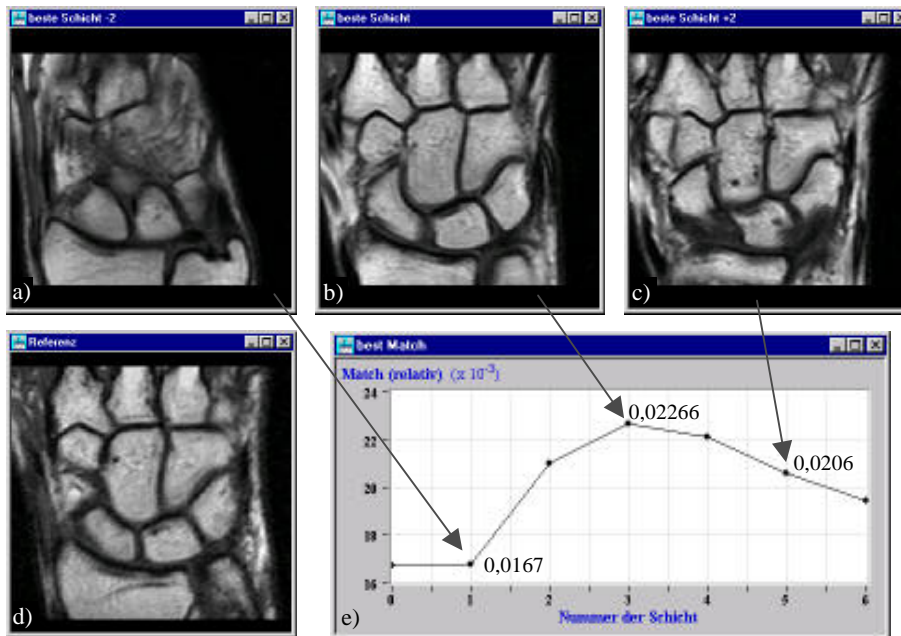 beste Schicht -2
beste Schicht
beste Schicht +2
a)
b)
c)
Referenz
best Match
Match (relativ) (x 10⁻³)
24
22
20
18
16
0,02266
0,0206
0,0167
0 1 2 3 4 5 6
Nummer der Schicht
d)
e)